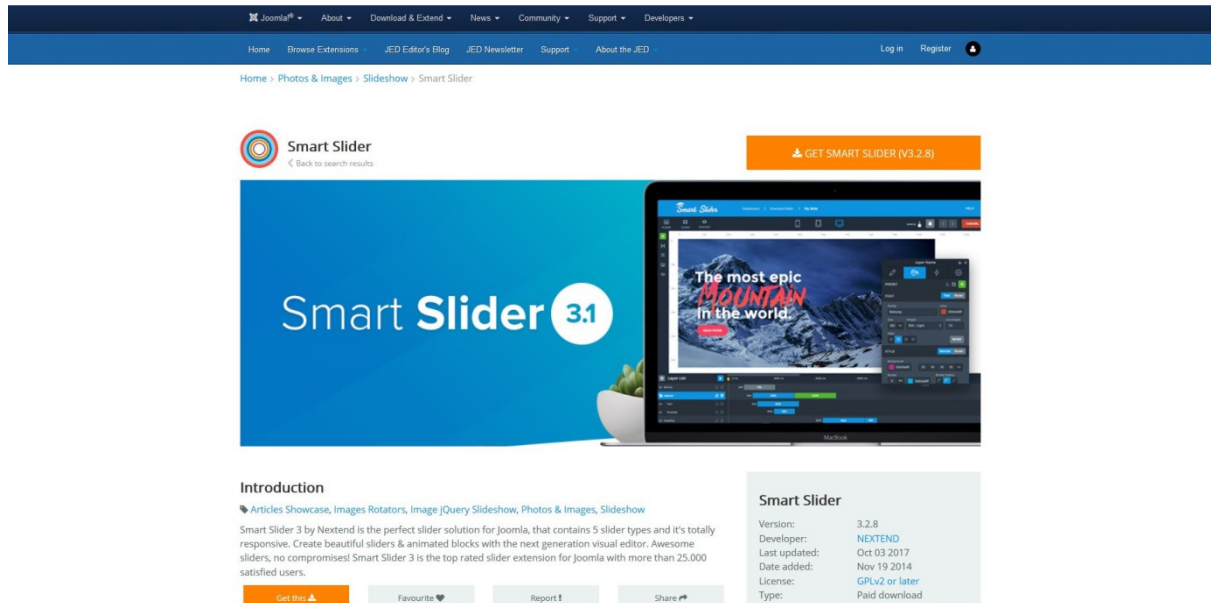 Joomla!® About Download & Extend News Community Support Developers
Home Browse Extensions JED Editor's Blog JED Newsletter Support About the JED Log in Register
Home > Photos & Images > Slideshow > Smart Slider
Smart Slider
Back to search results
GET SMART SLIDER (V3.2.8)
Smart Slider 3.1
Smart Slider
The most epic
MOUNTAIN
in the world.
Layer List
MacBook
Introduction
Articles Showcase, Images Rotators, Image jQuery Slideshow, Photos & Images, Slideshow
Smart Slider 3 by Nextend is the perfect slider solution for Joomla, that contains 5 slider types and it's totally
responsive. Create beautiful sliders & animated blocks with the next generation visual editor. Awesome
sliders, no compromises! Smart Slider 3 is the top rated slider extension for Joomla with more than 25.000
satisfied users.
Get this Favourite Report Share
Smart Slider
Version: 3.2.8
Developer: NEXTEND
Last updated: Oct 03 2017
Date added: Nov 19 2014
License: GPLv2 or later
Type: Paid download